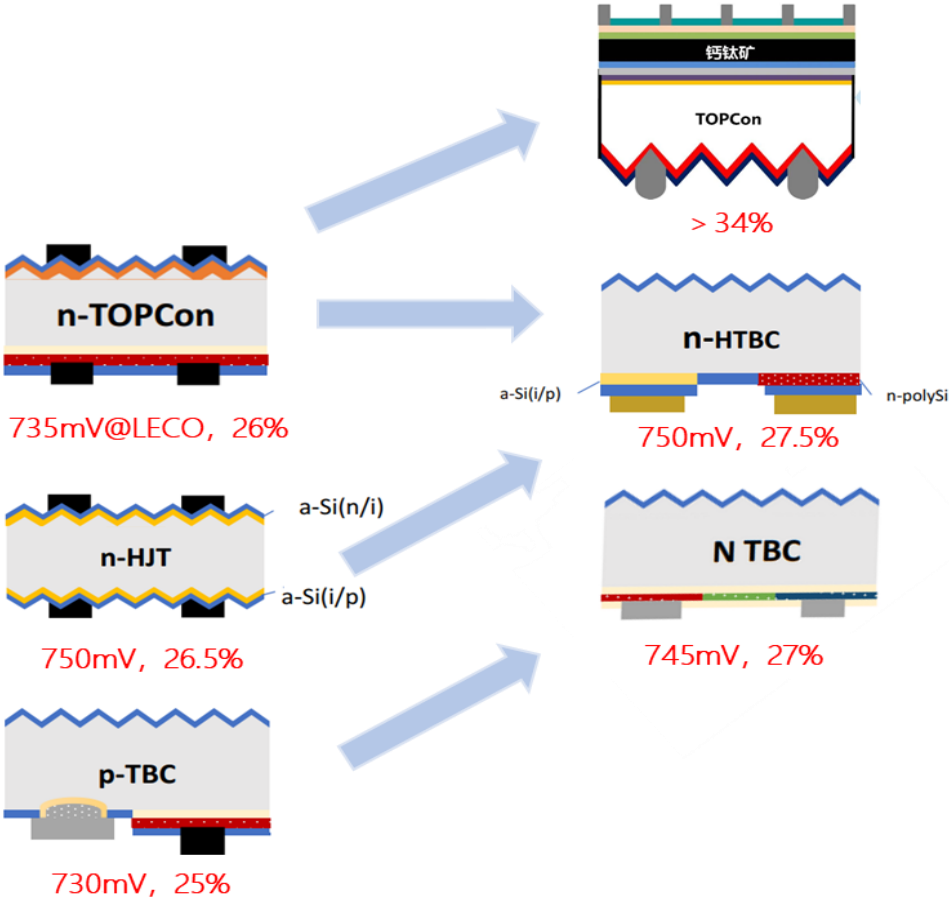 钙钛矿
TOPCon
＞34%
n-TOPCon
735mV@LECO，26%
n-HTBC
a-Si(i/p)
n-polySi
750mV，27.5%
a-Si(n/i)
n-HJT
a-Si(i/p)
750mV，26.5%
N TBC
745mV，27%
p-TBC
730mV，25%